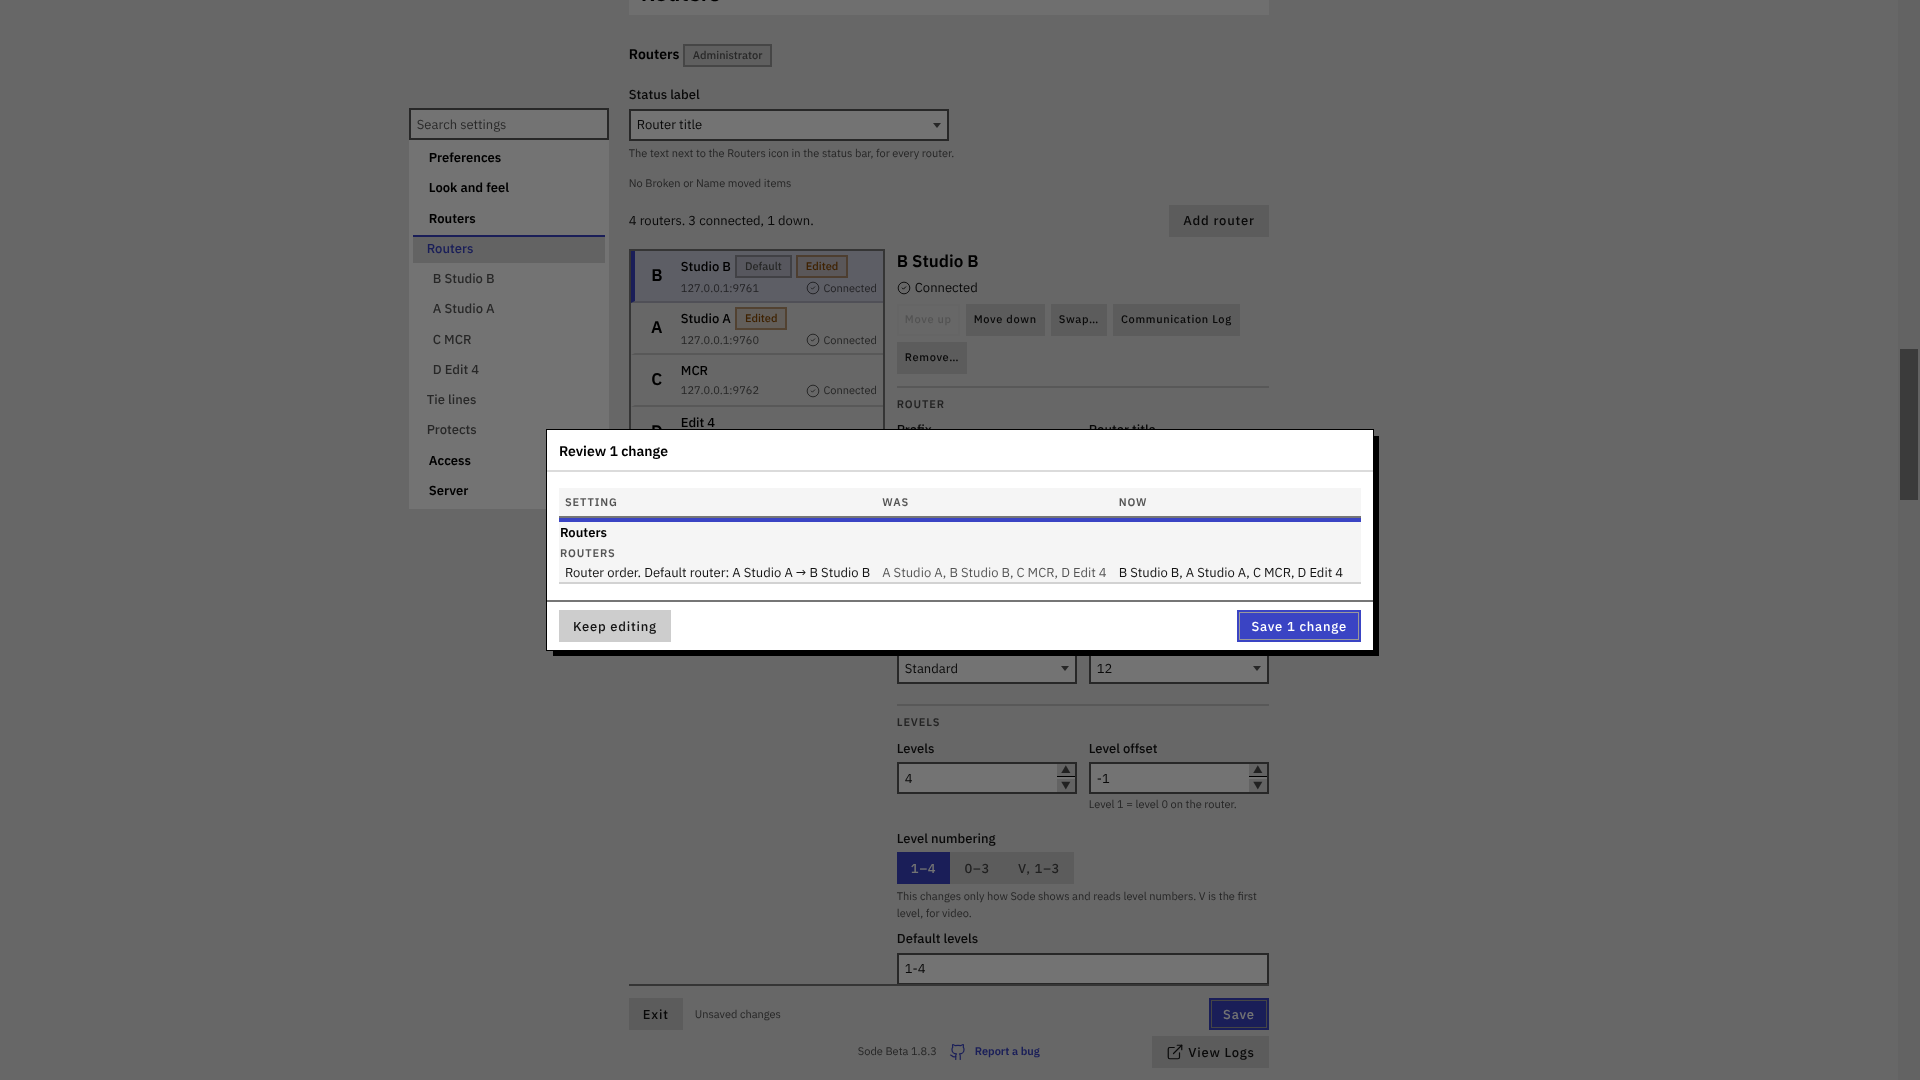 Routers Administrator
Status label
Search settings
Router title
The text next to the Routers icon in the status bar, for every router.
Preferences
No Broken or Name moved items
Look and feel
Routers
4 routers. 3 connected, 1 down.
Add router
Routers
B Studio B
A Studio A
C MCR
D Edit 4
Tie lines
Protects
Access
Server
B
Studio B Default Edited
127.0.0.1:9761 Connected
A
Studio A Edited
127.0.0.1:9760 Connected
C
MCR
127.0.0.1:9762 Connected
Edit 4
B Studio B
Connected
Move up Move down Swap... Communication Log
Remove...
ROUTER
Prefix Router title
Review 1 change
SETTING WAS NOW
Routers
ROUTERS
Router order. Default router: A Studio A → B Studio B A Studio A, B Studio B, C MCR, D Edit 4 B Studio B, A Studio A, C MCR, D Edit 4
Keep editing Save 1 change
Standard 12
LEVELS
Levels Level offset
4 -1
Level 1 = level 0 on the router.
Level numbering
1–4 0–3 V, 1–3
This changes only how Sode shows and reads level numbers. V is the first
level, for video.
Default levels
1-4
Exit Unsaved changes Save
Sode Beta 1.8.3 Report a bug View Logs